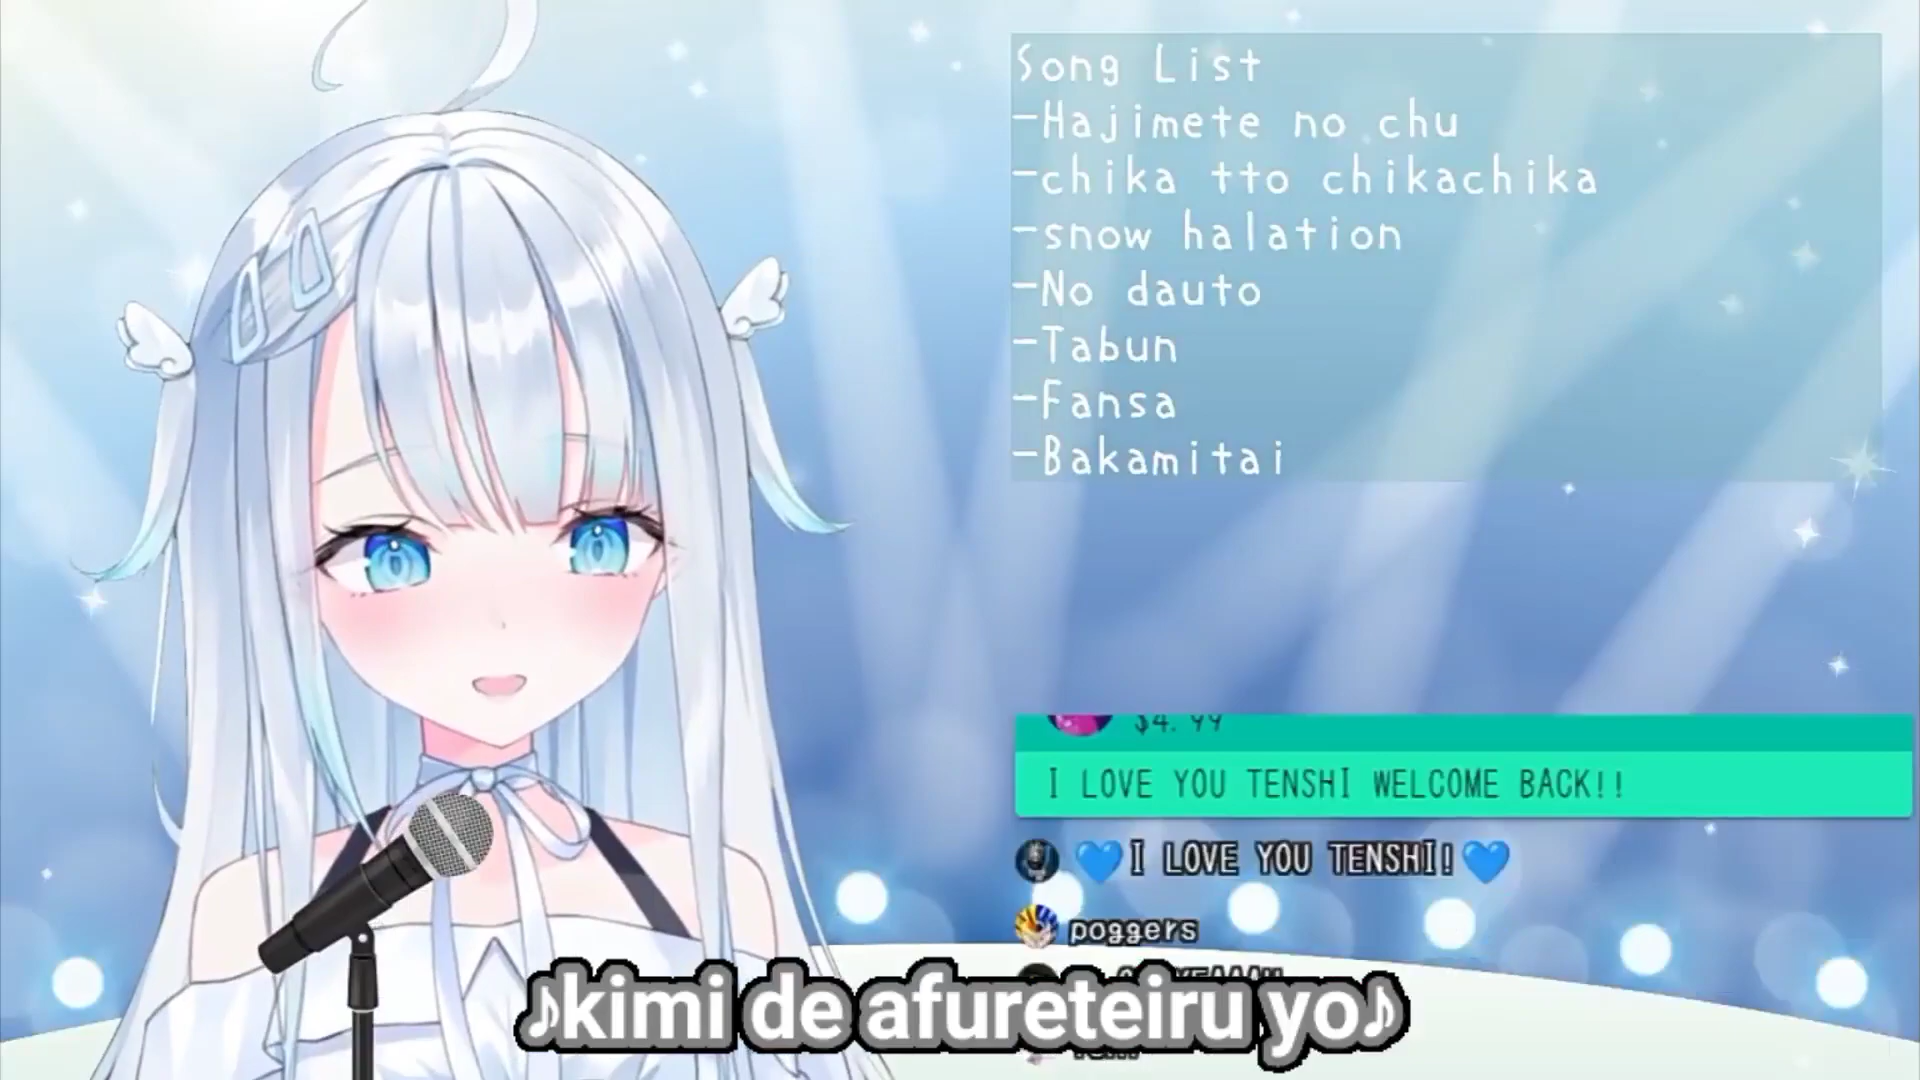 Song List
-Hajimete no chu
-chika tto chikachika
-snow halation
-No dauto
-Tabun
-Fansa
-Bakamitai
$4.99
I LOVE YOU TENSHI WELCOME BACK!!
💙I LOVE YOU TENSHI!💙
poggers
♪kimi de afureteiru yo♪